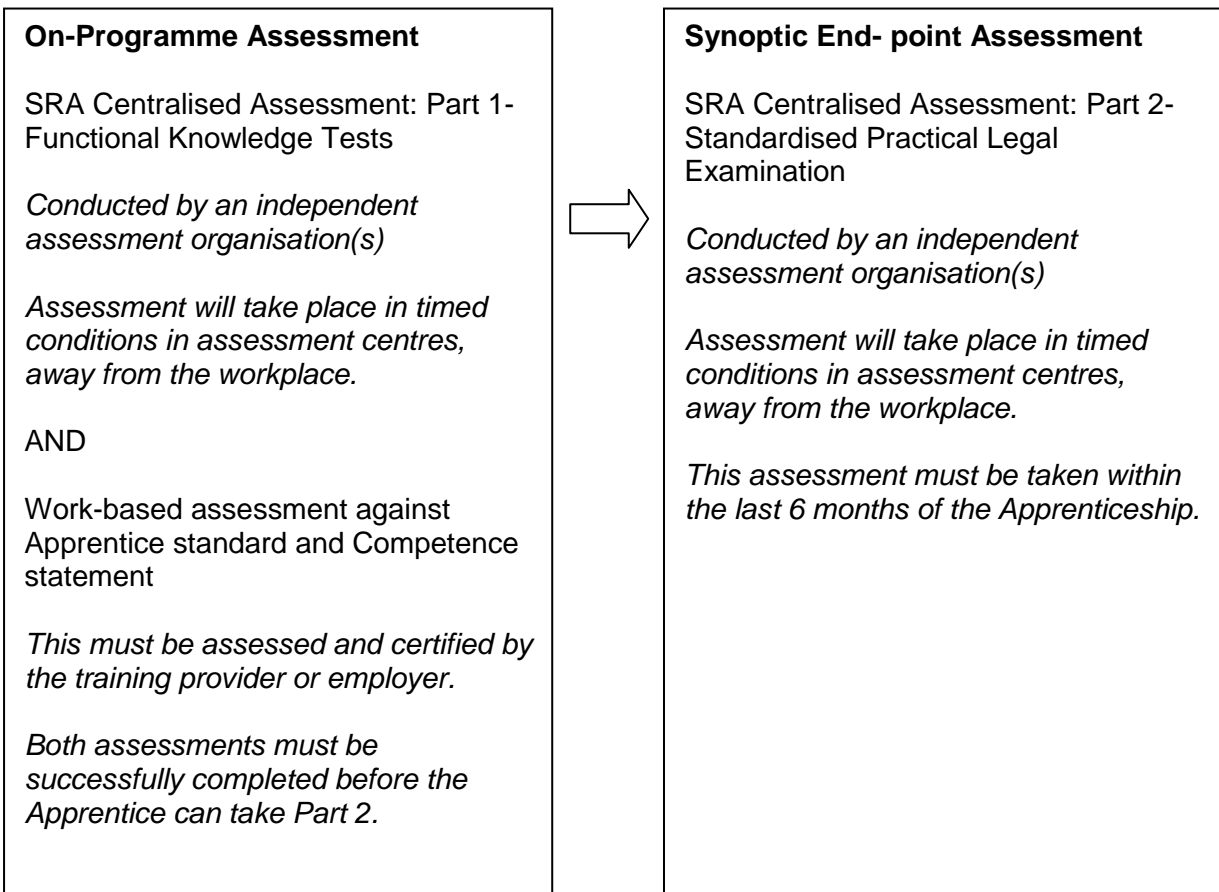 On-Programme Assessment
SRA Centralised Assessment: Part 1-
Functional Knowledge Tests
Conducted by an independent
assessment organisation(s)
Assessment will take place in timed
conditions in assessment centres,
away from the workplace.
AND
Work-based assessment against
Apprentice standard and Competence
statement
This must be assessed and certified by
the training provider or employer.
Both assessments must be
successfully completed before the
Apprentice can take Part 2.
Synoptic End- point Assessment
SRA Centralised Assessment: Part 2-
Standardised Practical Legal
Examination
Conducted by an independent
assessment organisation(s)
Assessment will take place in timed
conditions in assessment centres,
away from the workplace.
This assessment must be taken within
the last 6 months of the Apprenticeship.